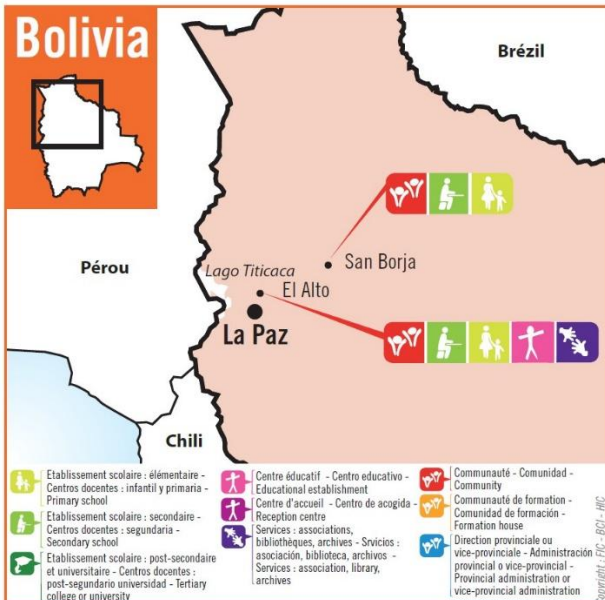 Bolivia
Brézil
Pérou
Lago Titicaca
San Borja
El Alto
La Paz
Chili
Etablissement scolaire : élémentaire -
Centros docentes : infantil y primaria -
Primary school
Etablissement scolaire : secondaire -
Centros docentes : segundaria -
Secondary school
Etablissement scolaire : post-secondaire
et universitaire - Centros docentes :
post-segundario universidad - Tertiary
college or university
Centre éducatif - Centro educativo -
Educational establishment
Centre d'accueil - Centro de acogida -
Reception centre
Services : associations,
bibliothèques, archives - Srvicios :
asociación, biblioteca, archivos -
Services : association, library,
archives
Communauté - Comunidad -
Community
Communauté de formation -
Comunidad de formación -
Formation house
Direction provinciale ou
vice-provinciale - Administración
provincial o vice-provincial -
Provincial administration or
vice-provincial administration
Copyright : FIC - BCI - HIC